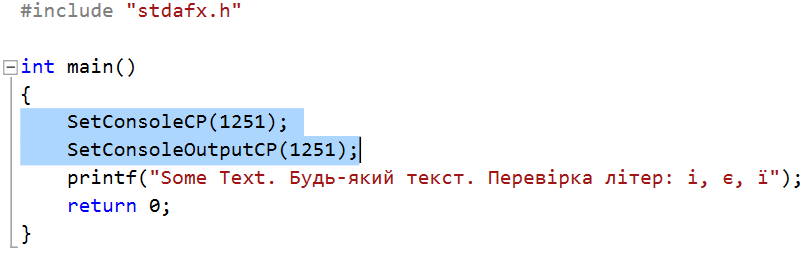 #include "stdafx.h"
int main()
{
SetConsoleCP(1251);
SetConsoleOutputCP(1251);
printf("Some Text. Будь-який текст. Перевірка літер: і, є, ї");
return 0;
}